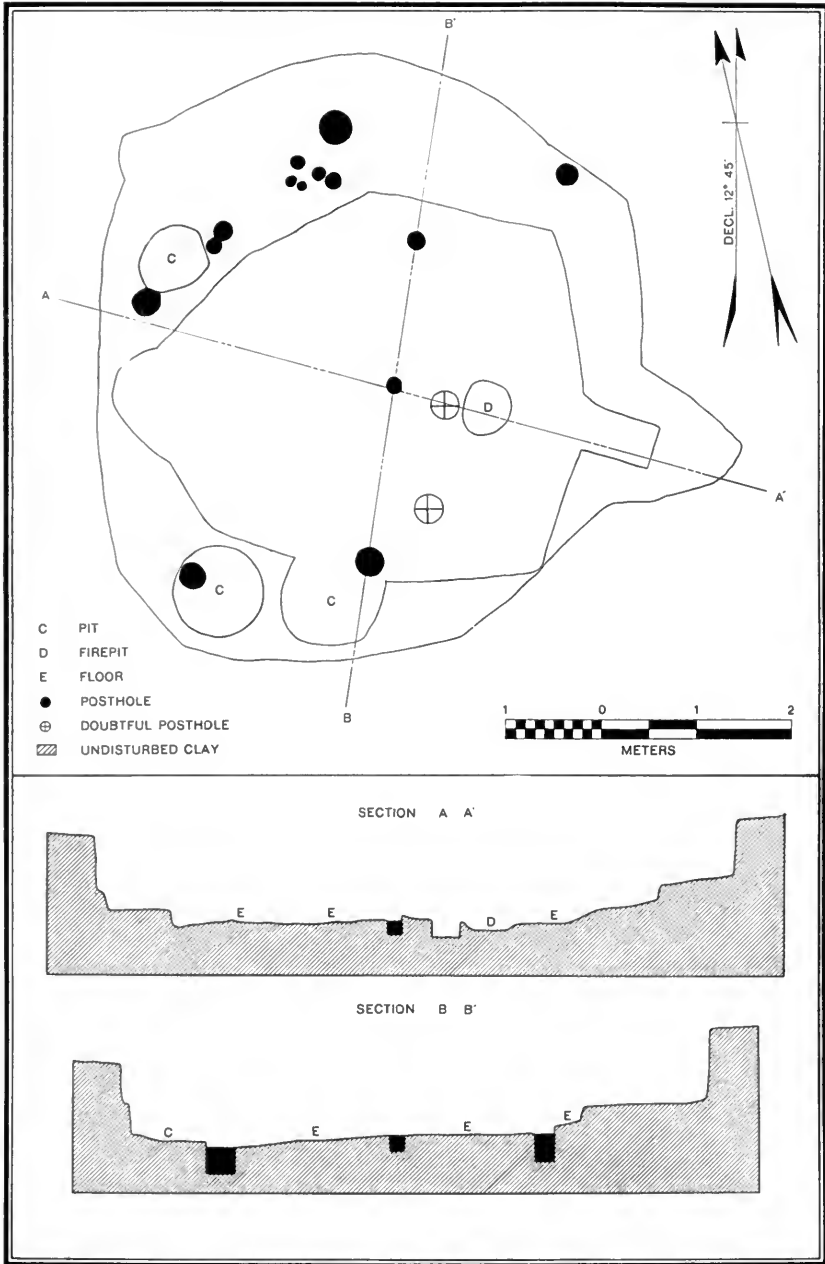 B′
DECL. 12° 45′
C
A
D
A′
C
C
B
C PIT
D FIREPIT
E FLOOR
POSTHOLE
DOUBTFUL POSTHOLE
UNDISTURBED CLAY
1 0 1 2
METERS
SECTION A A′
E E D E
SECTION B B′
C E E E